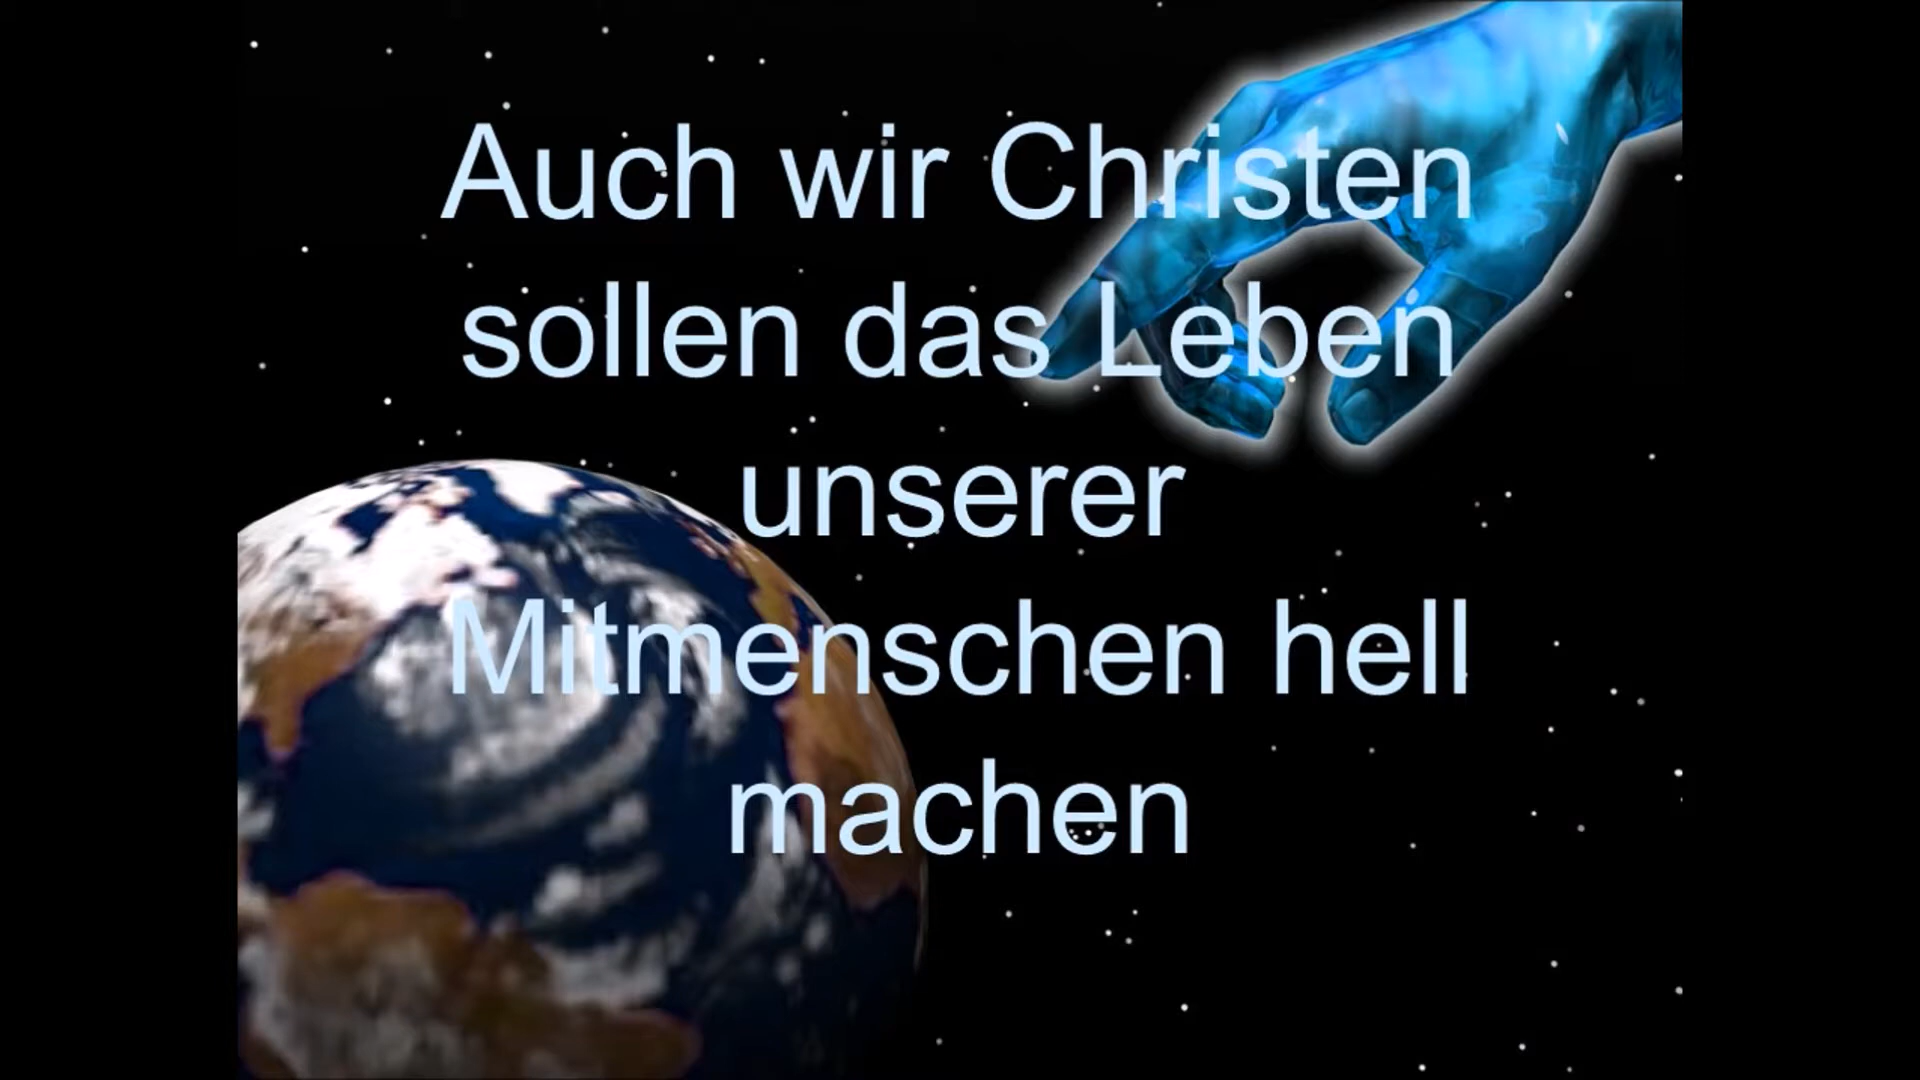 Auch wir Christen
sollen das Leben
unserer
Mitmenschen hell
machen